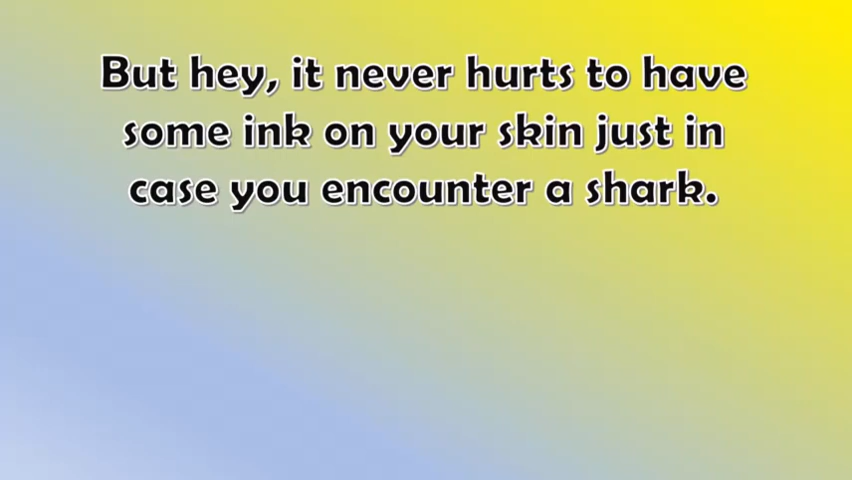 But hey, it never hurts to have
some ink on your skin just in
case you encounter a shark.